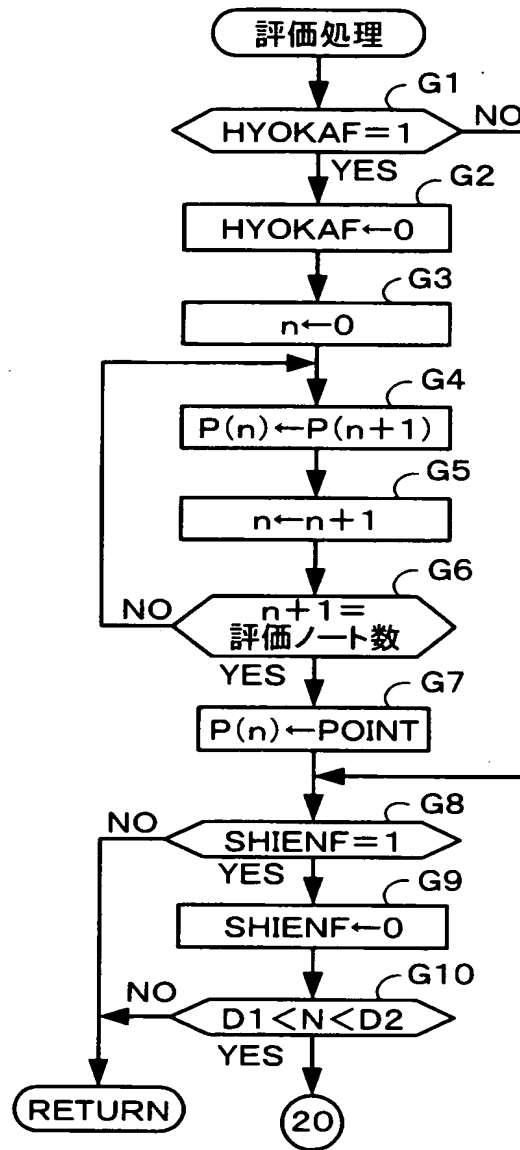 評価処理
G1
HYOKAF=1
NO
YES
G2
HYOKAF←0
G3
n←0
G4
P(n)←P(n+1)
G5
n←n+1
G6
NO
n+1=
評価ノート数
YES
G7
P(n)←POINT
G8
NO
SHIENF=1
YES
G9
SHIENF←0
G10
NO
D1<N<D2
YES
RETURN
20